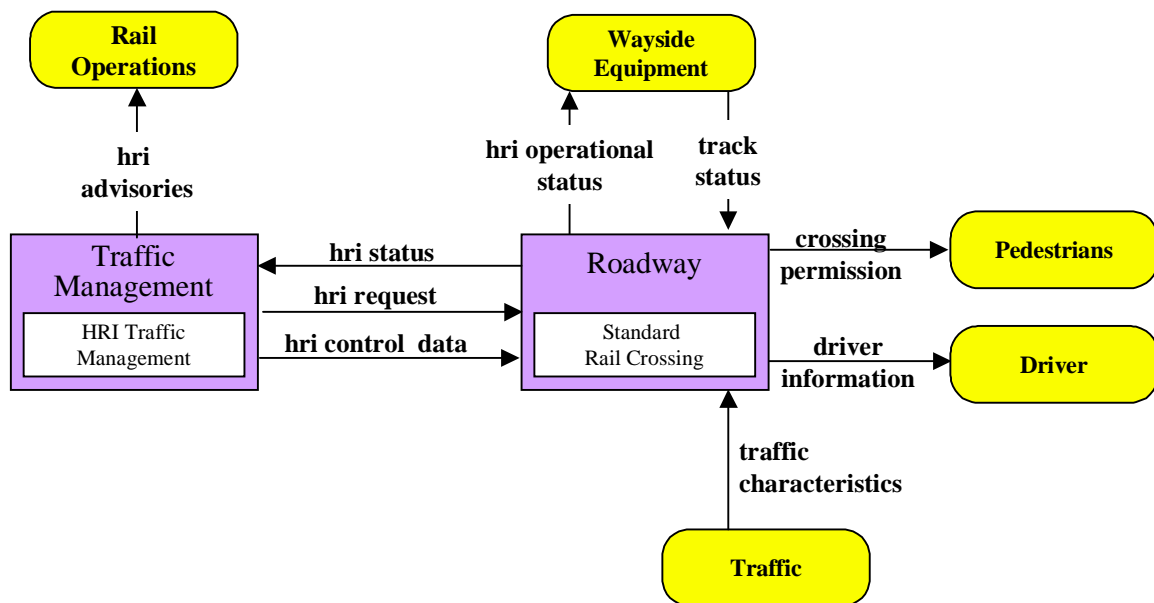 Rail
Operations
Wayside
Equipment
hri
advisories
hri operational
status
track
status
Traffic
Management
HRI Traffic
Management
hri status
hri request
hri control data
Roadway
Standard
Rail Crossing
crossing
permission
Pedestrians
driver
information
Driver
traffic
characteristics
Traffic